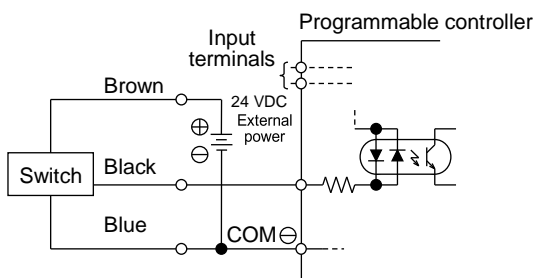 Programmable controller
Input
terminals
Brown
24 VDC
External
power
⊕
⊖
Switch
Black
Blue
COM⊖